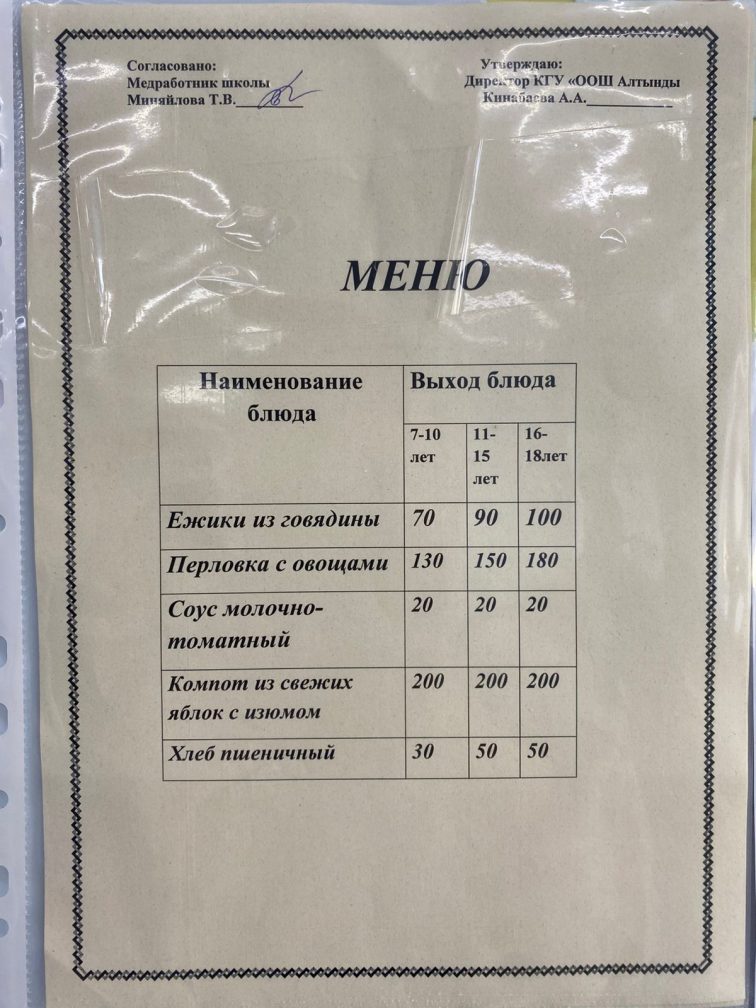 Согласовано:
Медработник школы
Миняйлова Т.В.
Утверждаю:
Директор КГУ «ООШ Алтынды
Кинабаева А.А.
МЕНЮ
Наименование блюда
Выход блюда
7-10 лет
11-15 лет
16-18лет
Ежики из говядины 70 90 100
Перловка с овощами 130 150 180
Соус молочно-
томатный 20 20 20
Компот из свежих
яблок с изюмом 200 200 200
Хлеб пшеничный 30 50 50